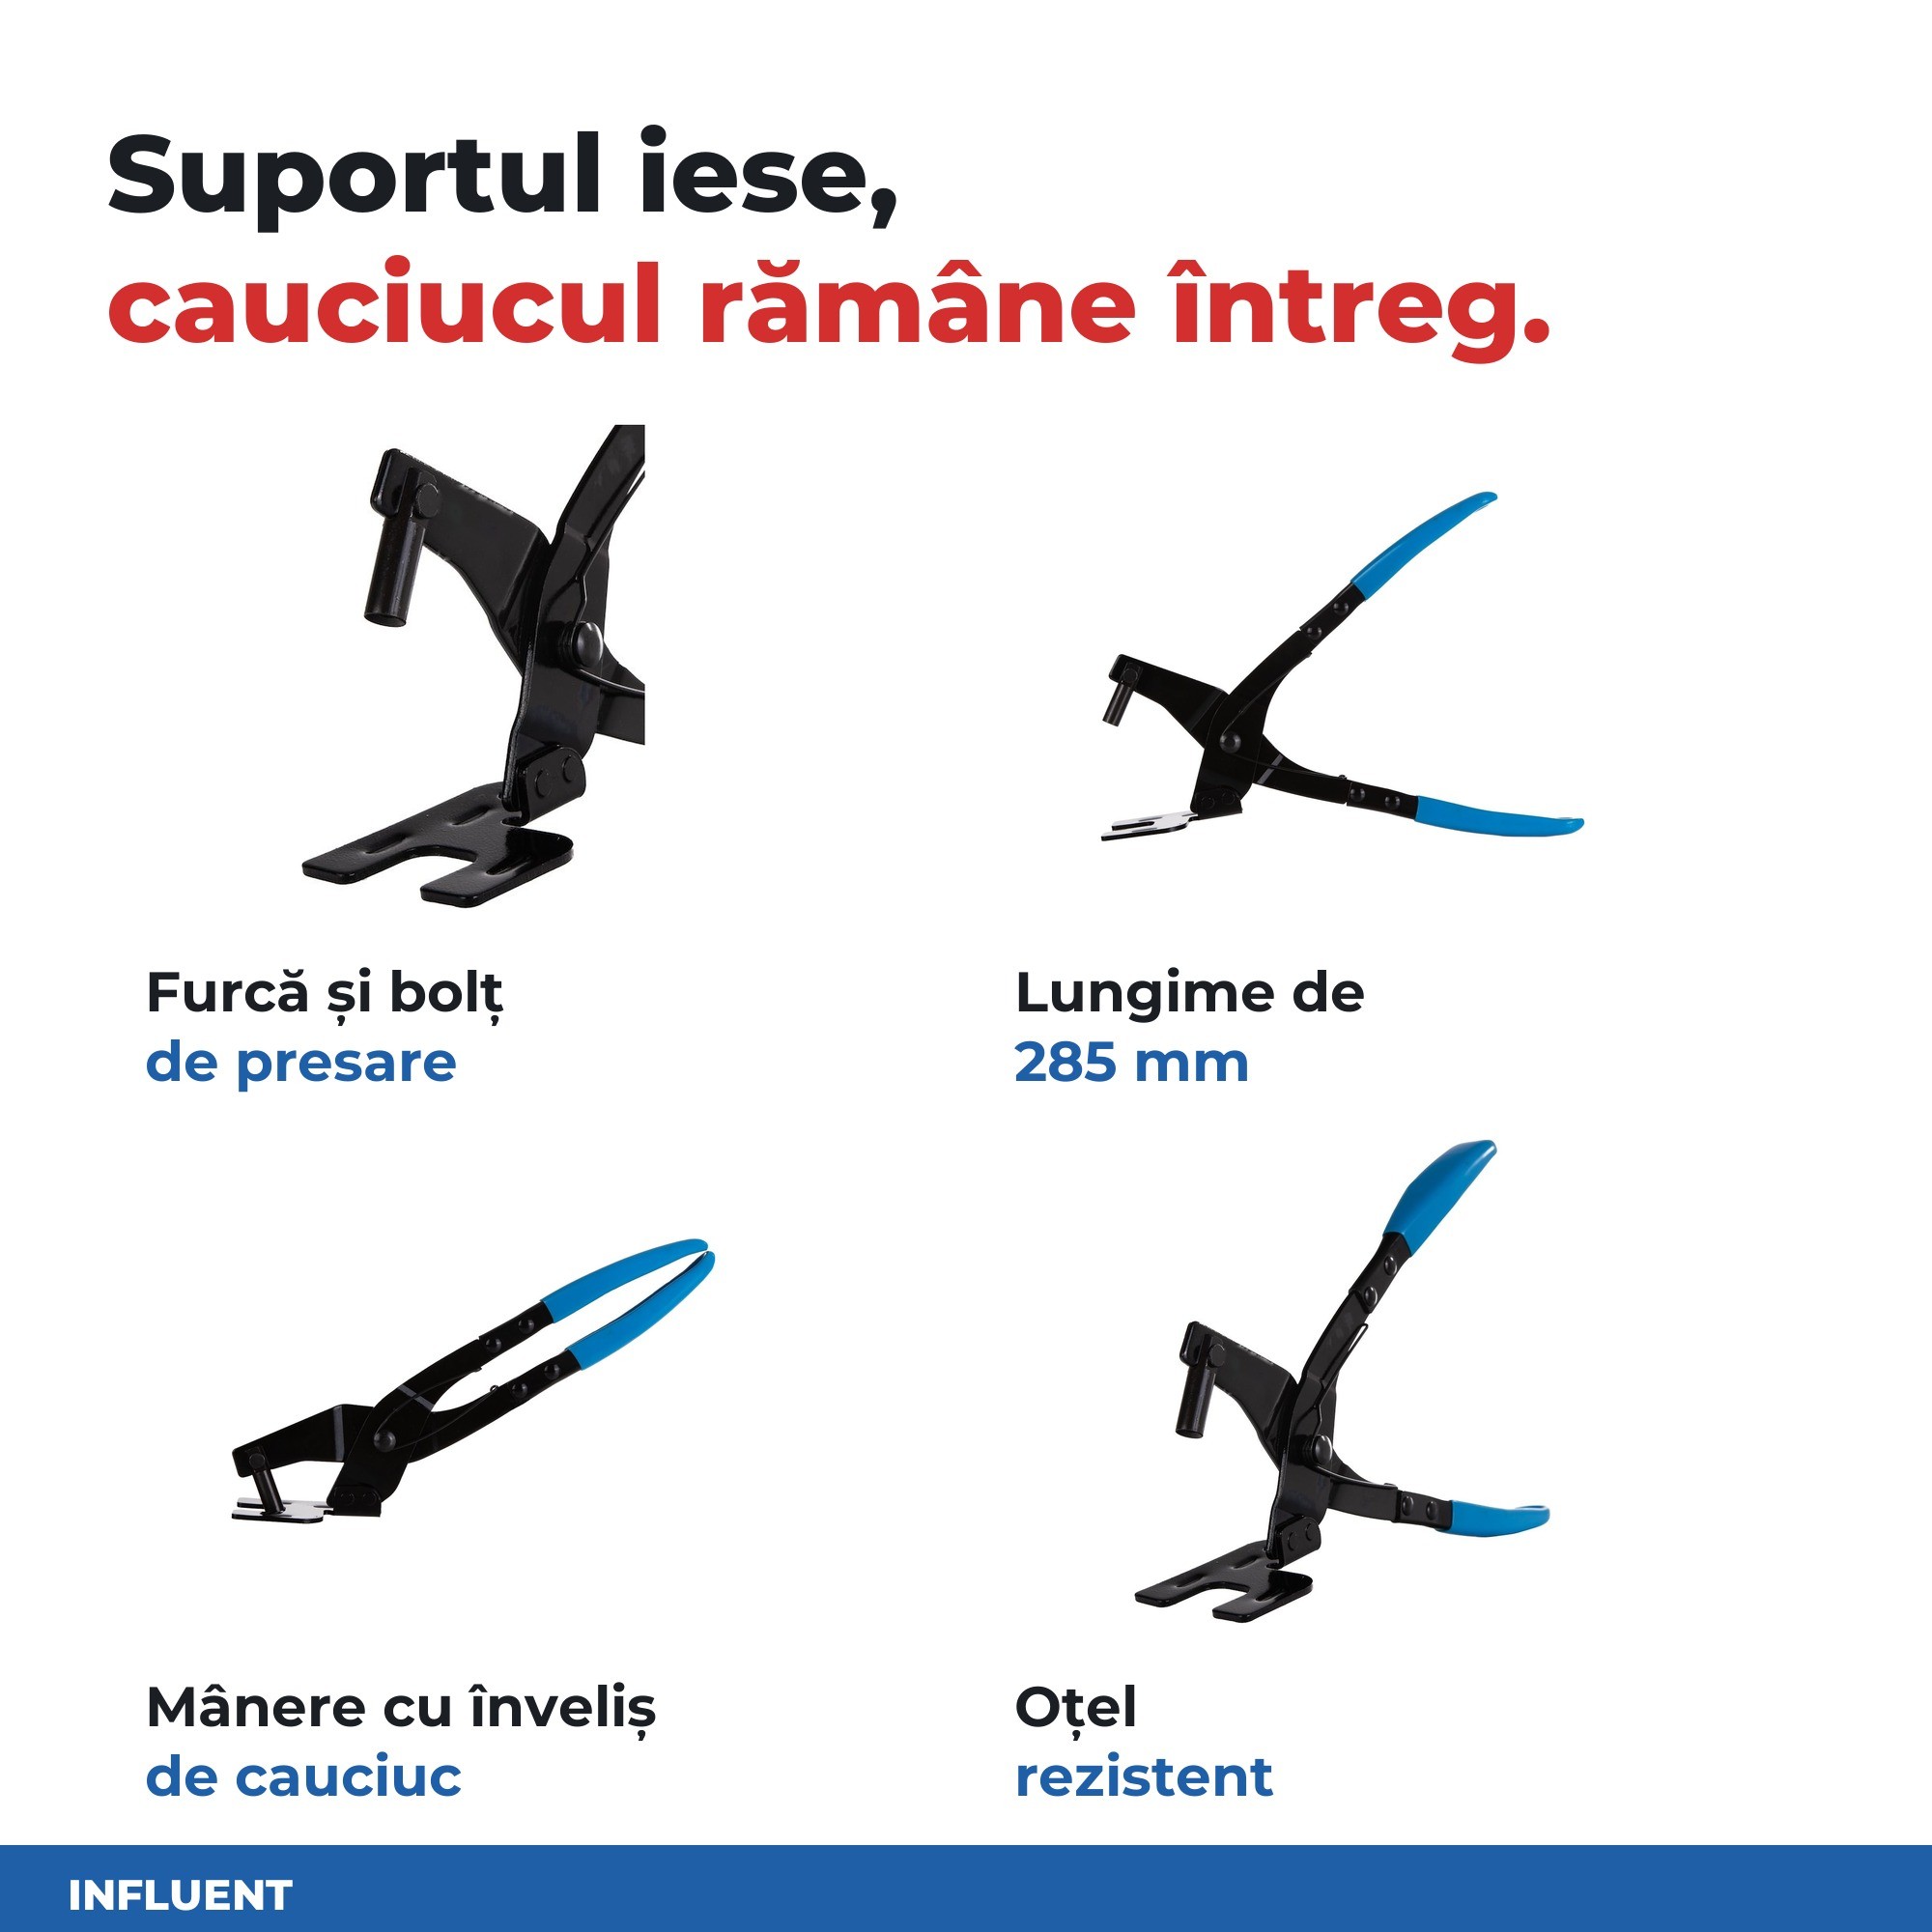 Suportul iese,
cauciucul rămâne întreg.
Furcă și bolț
de presare
Lungime de
285 mm
Mânere cu înveliș
de cauciuc
Oțel
rezistent
INFLUENT